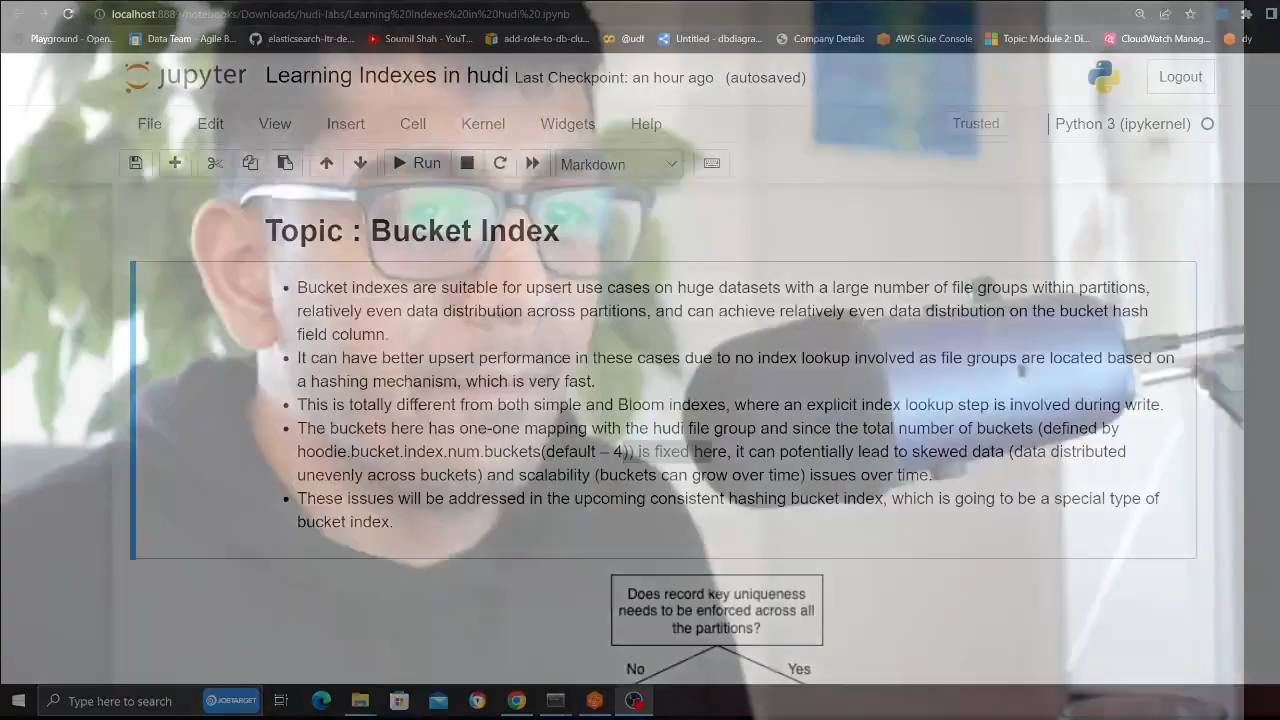 localhost:888 /notebooks/Downloads/hudi-labs/Learning%20Indexes%20in%20hudi%20.ipynb
Playground - Open... Data Team - Agile B... elasticsearch-ltr-de... Soumil Shah - YouT... add-role-to-db-clu... @udf Untitled - dbdiagra... Company Details AWS Glue Console Topic: Module 2: Di... CloudWatch Manag... dy
jupyter Learning Indexes in hudi Last Checkpoint: an hour ago (autosaved) Logout
File Edit View Insert Cell Kernel Widgets Help Trusted Python 3 (ipykernel)
Run Markdown
Topic : Bucket Index
• Bucket indexes are suitable for upsert use cases on huge datasets with a large number of file groups within partitions,
relatively even data distribution across partitions, and can achieve relatively even data distribution on the bucket hash
field column.
• It can have better upsert performance in these cases due to no index lookup involved as file groups are located based on
a hashing mechanism, which is very fast.
• This is totally different from both simple and Bloom indexes, where an explicit index lookup step is involved during write.
• The buckets here has one-one mapping with the hudi file group and since the total number of buckets (defined by
hoodie.bucket.index.num.buckets(default – 4)) is fixed here, it can potentially lead to skewed data (data distributed
unevenly across buckets) and scalability (buckets can grow over time) issues over time.
• These issues will be addressed in the upcoming consistent hashing bucket index, which is going to be a special type of
bucket index.
Does record key uniqueness
needs to be enforced across all
the partitions?
No Yes
Type here to search JOBTARGET